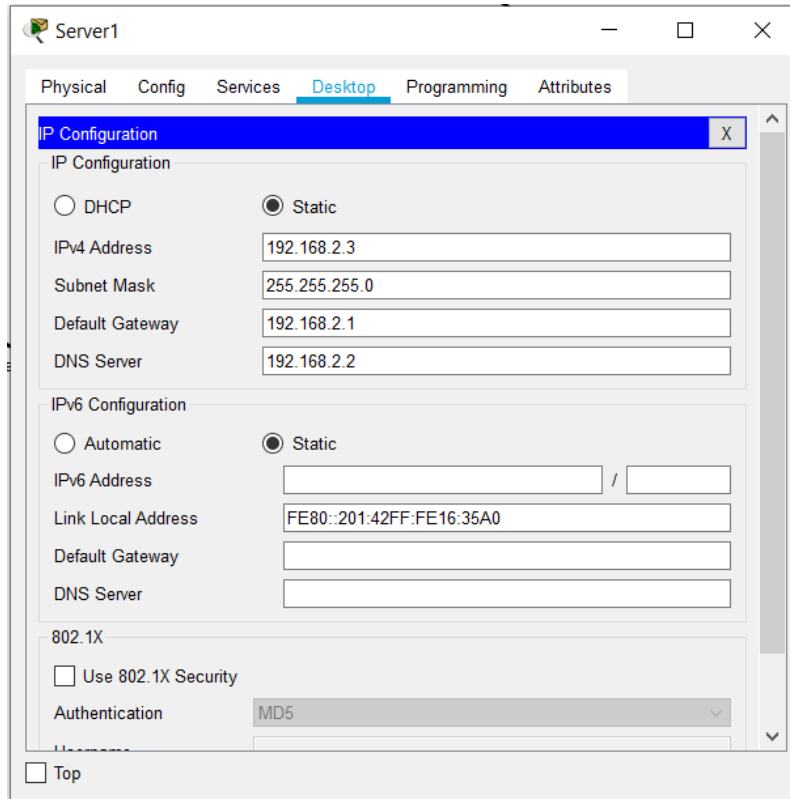 Server1
Physical Config Services Desktop Programming Attributes
IP Configuration X
IP Configuration
DHCP Static
IPv4 Address 192.168.2.3
Subnet Mask 255.255.255.0
Default Gateway 192.168.2.1
DNS Server 192.168.2.2
IPv6 Configuration
Automatic Static
IPv6 Address /
Link Local Address FE80::201:42FF:FE16:35A0
Default Gateway
DNS Server
802.1X
Use 802.1X Security
Authentication MD5
Top